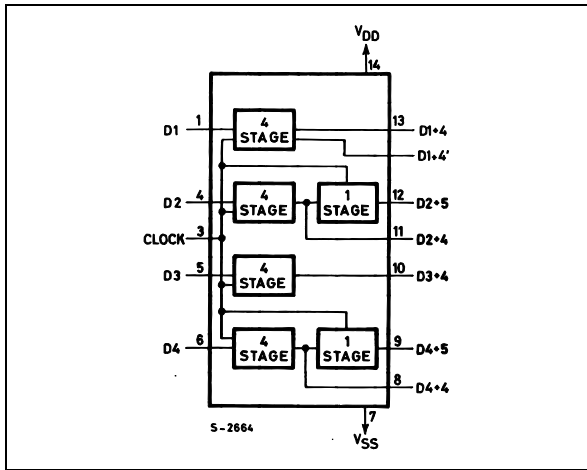 VDD
14
D1 1 4 STAGE 13 D1+4
D1+4'
D2 4 4 STAGE 1 STAGE 12 D2+5
CLOCK 3 11 D2+4
D3 5 4 STAGE 10 D3+4
D4 6 4 STAGE 1 STAGE 9 D4+5
8 D4+4
7
S-2664
VSS